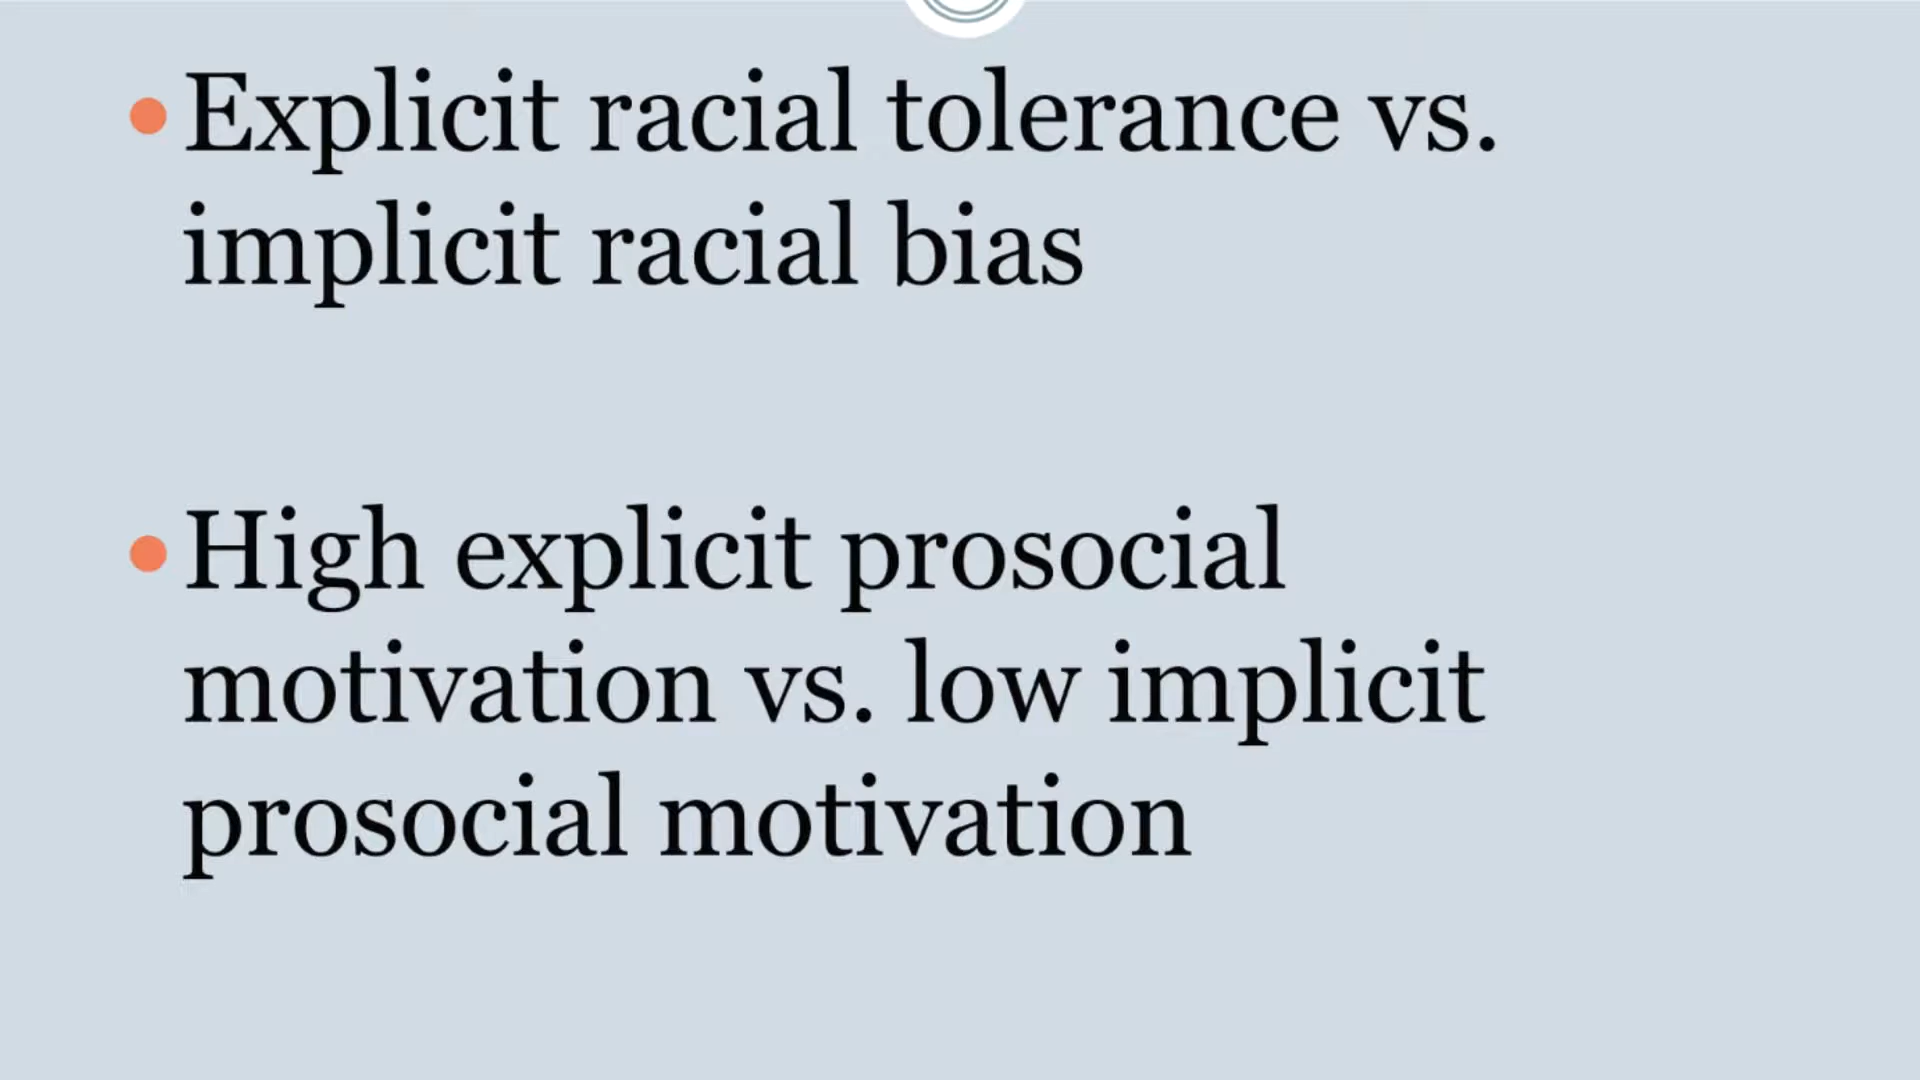 Explicit racial tolerance vs.
implicit racial bias
High explicit prosocial
motivation vs. low implicit
prosocial motivation